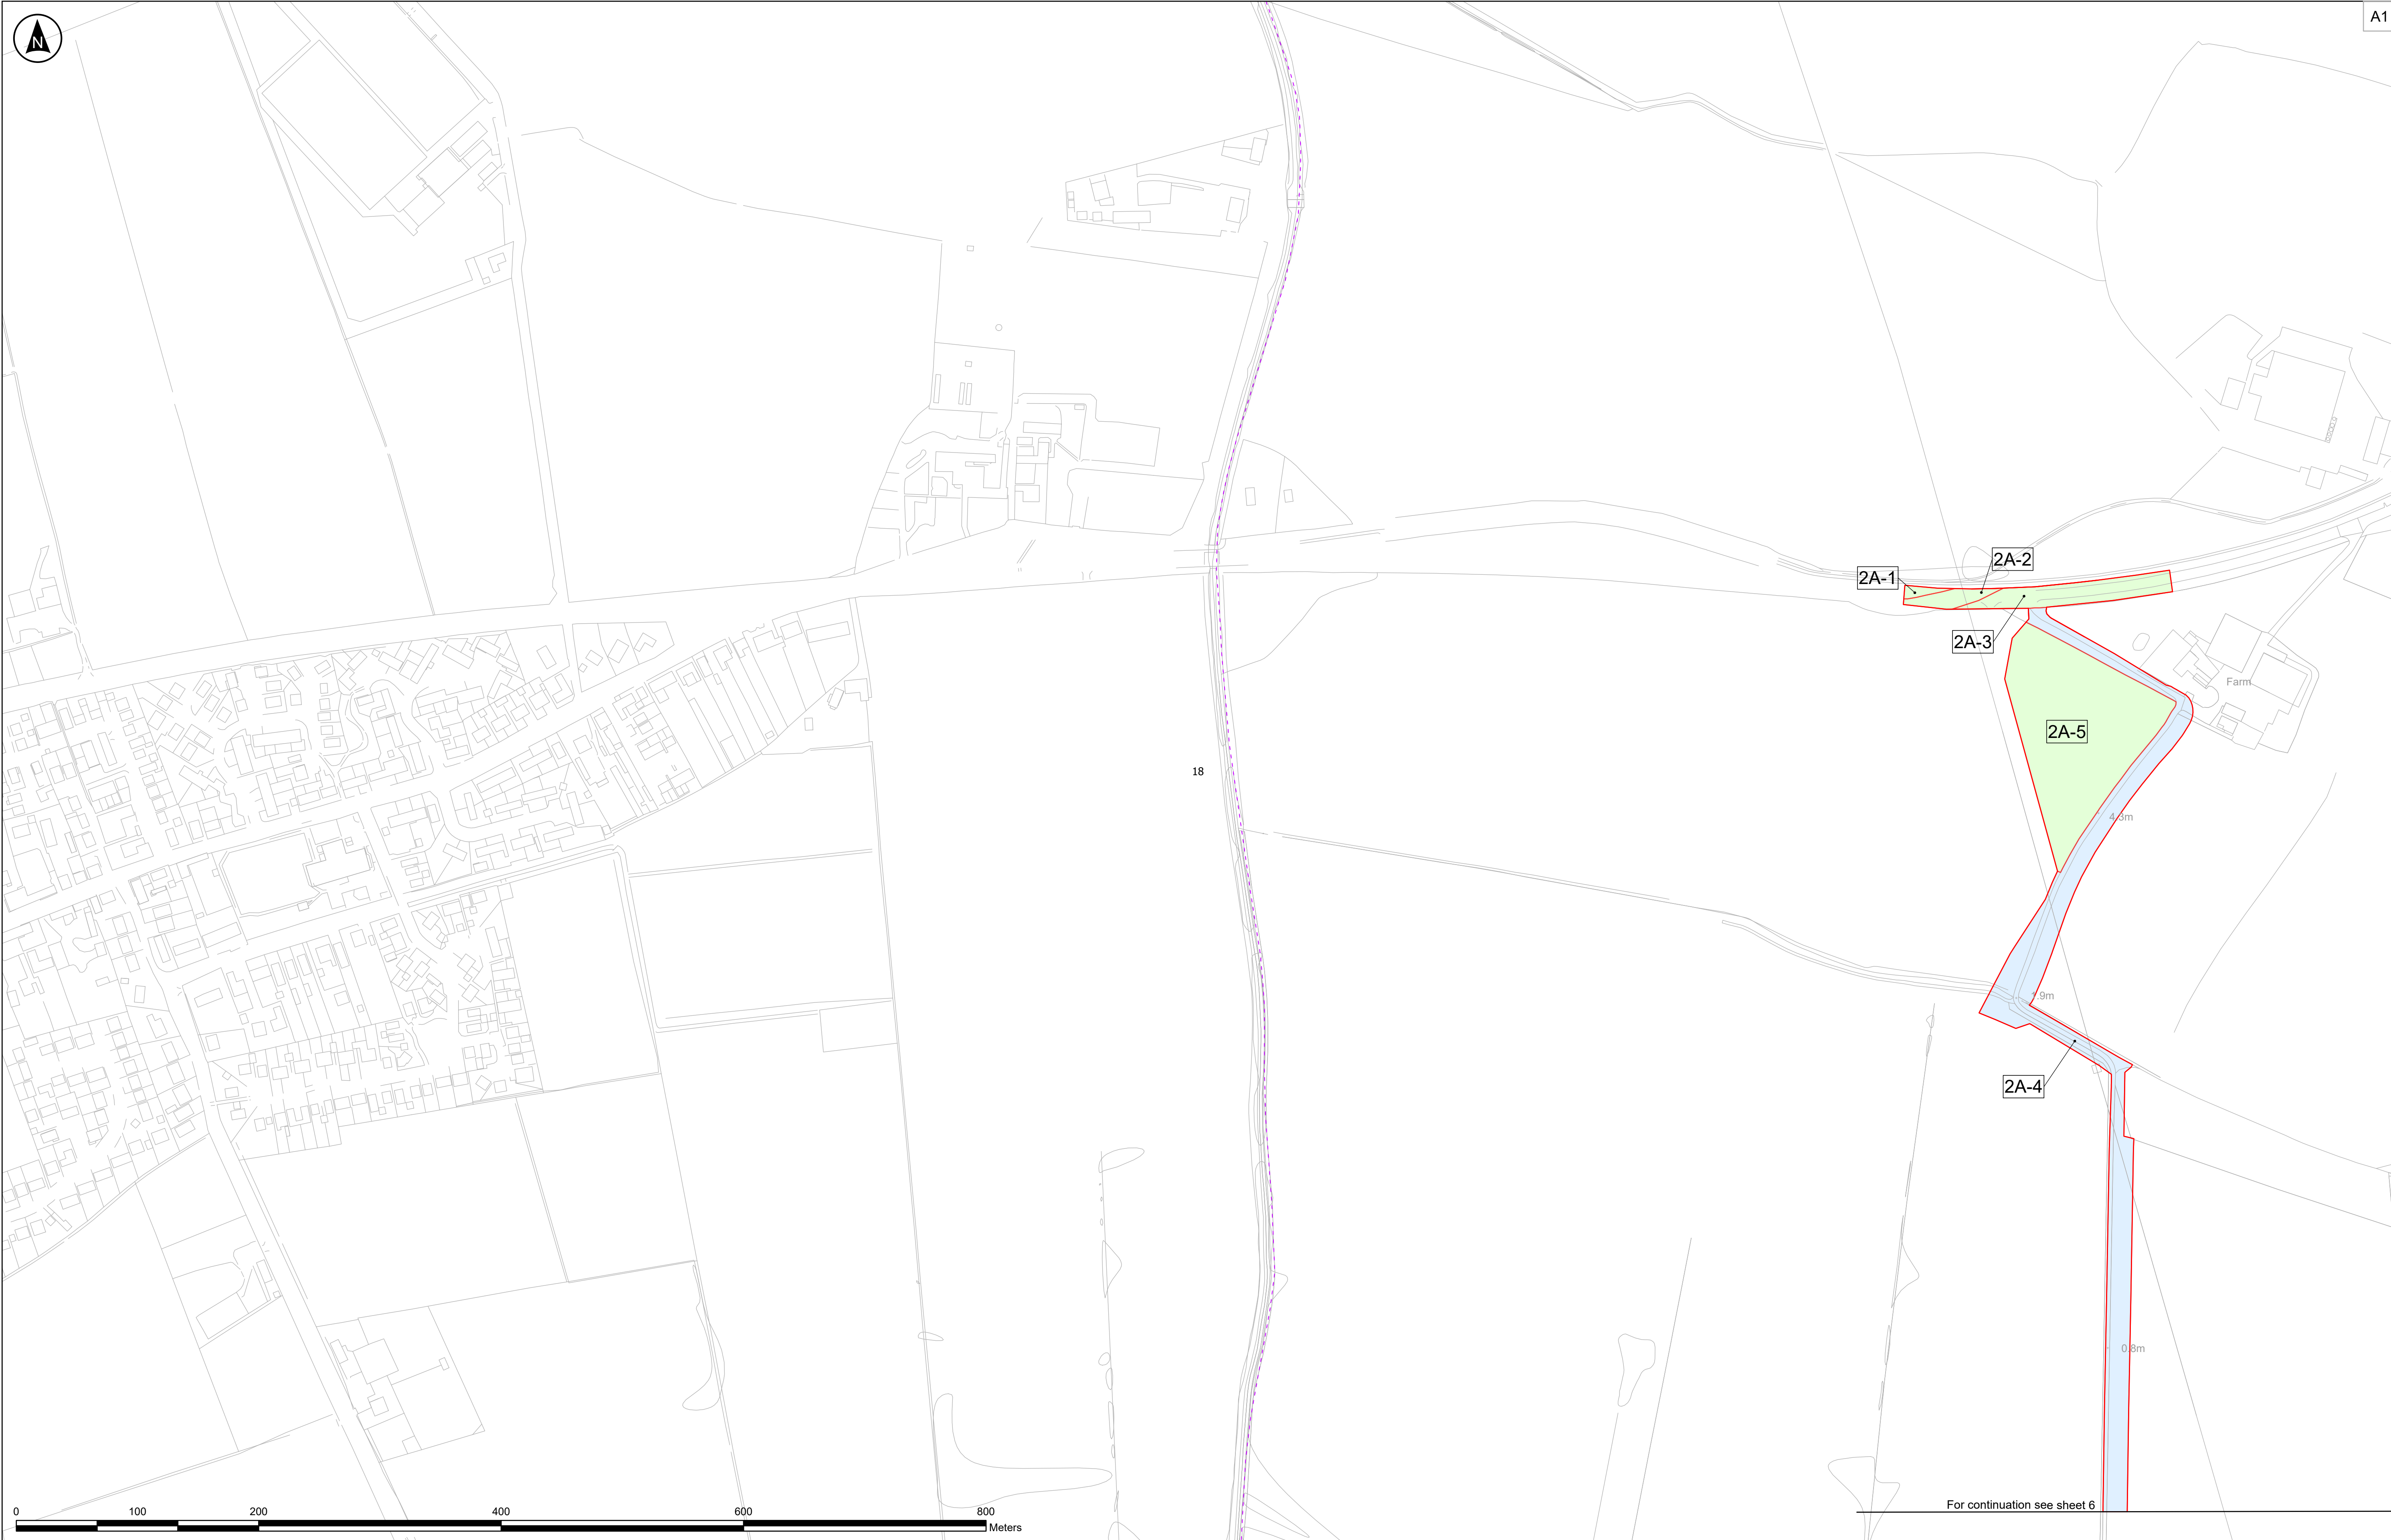 A1
N
2A-2
2A-1
2A-3
Farm
2A-5
18
4.3m
1.9m
2A-4
0.8m
For continuation see sheet 6
0 100 200 400 600 800
Meters